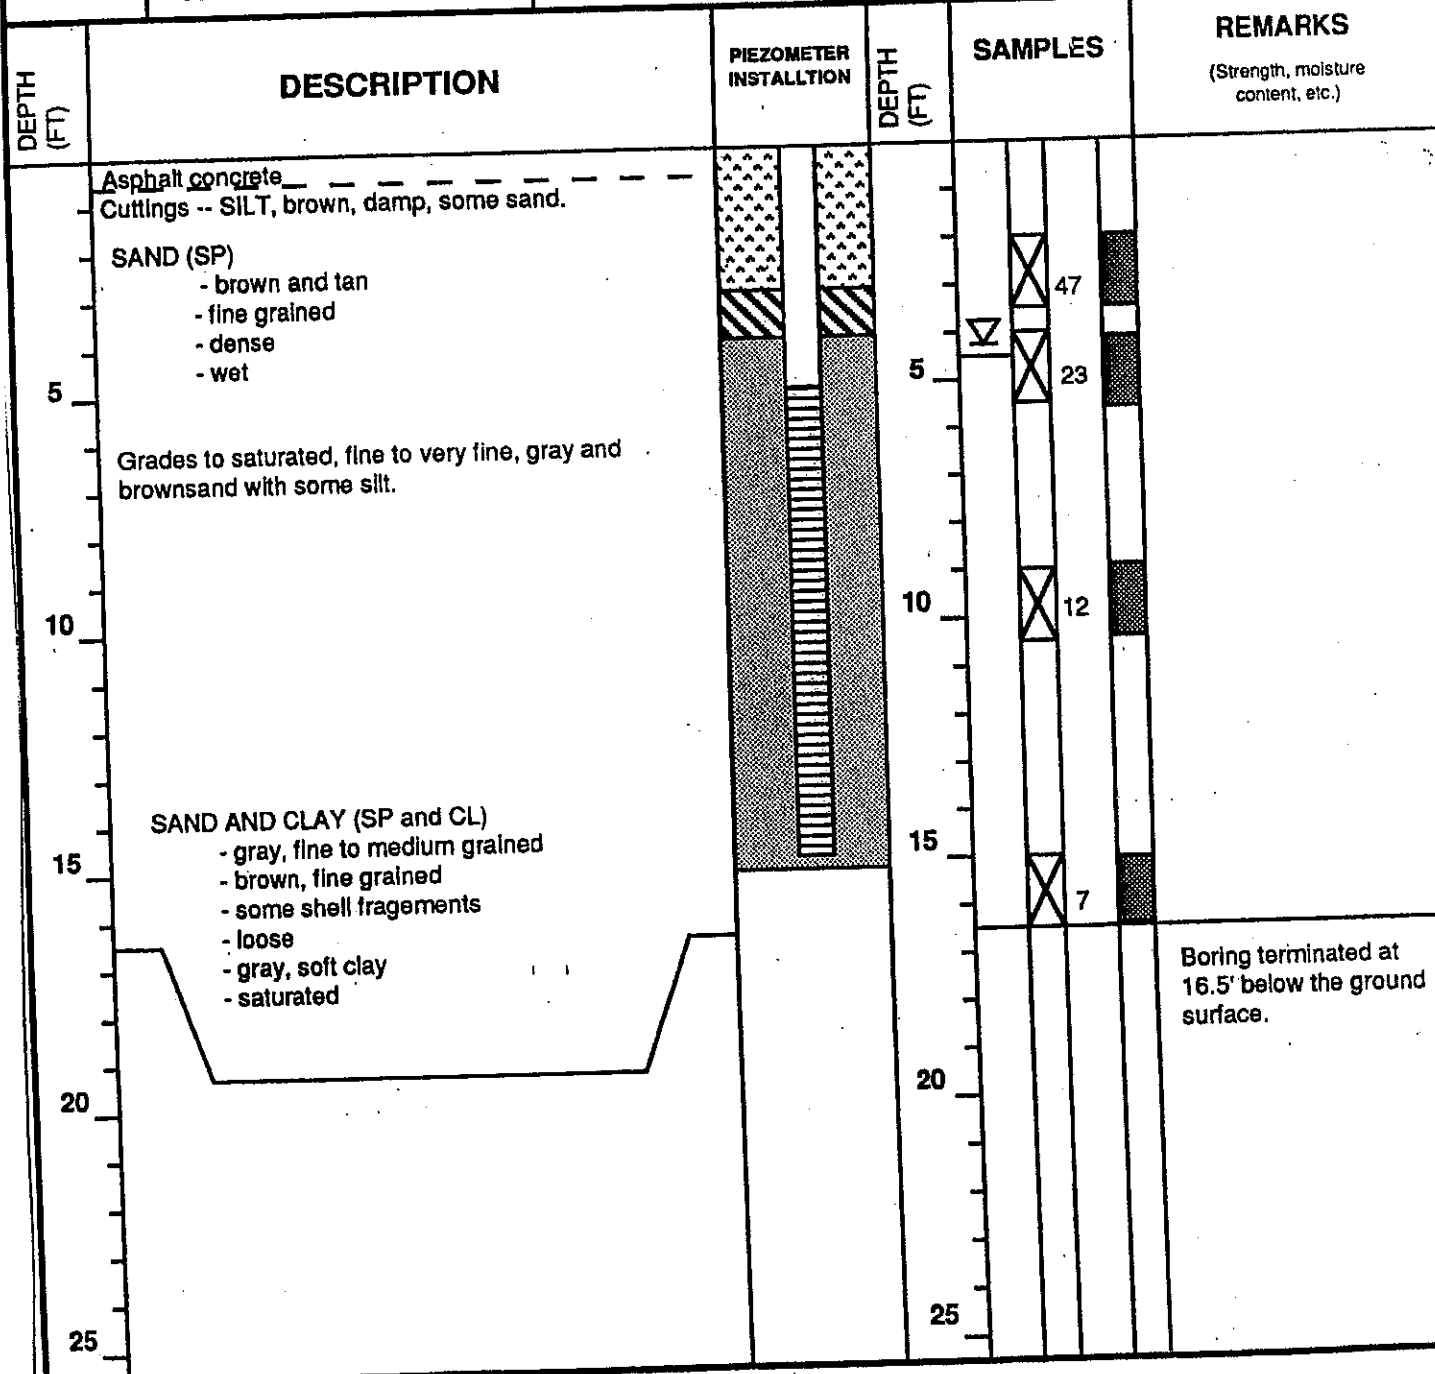 DEPTH
(FT)
DESCRIPTION
PIEZOMETER
INSTALLTION
DEPTH
(FT)
SAMPLES
REMARKS
(Strength, moisture
content, etc.)
Asphalt concrete
Cuttings -- SILT, brown, damp, some sand.
SAND (SP)
- brown and tan
- fine grained
- dense
- wet
Grades to saturated, fine to very fine, gray and
brownsand with some silt.
SAND AND CLAY (SP and CL)
- gray, fine to medium grained
- brown, fine grained
- some shell fragements
- loose
- gray, soft clay
- saturated
5
10
15
20
25
5
10
15
20
25
47
23
12
7
Boring terminated at
16.5' below the ground
surface.